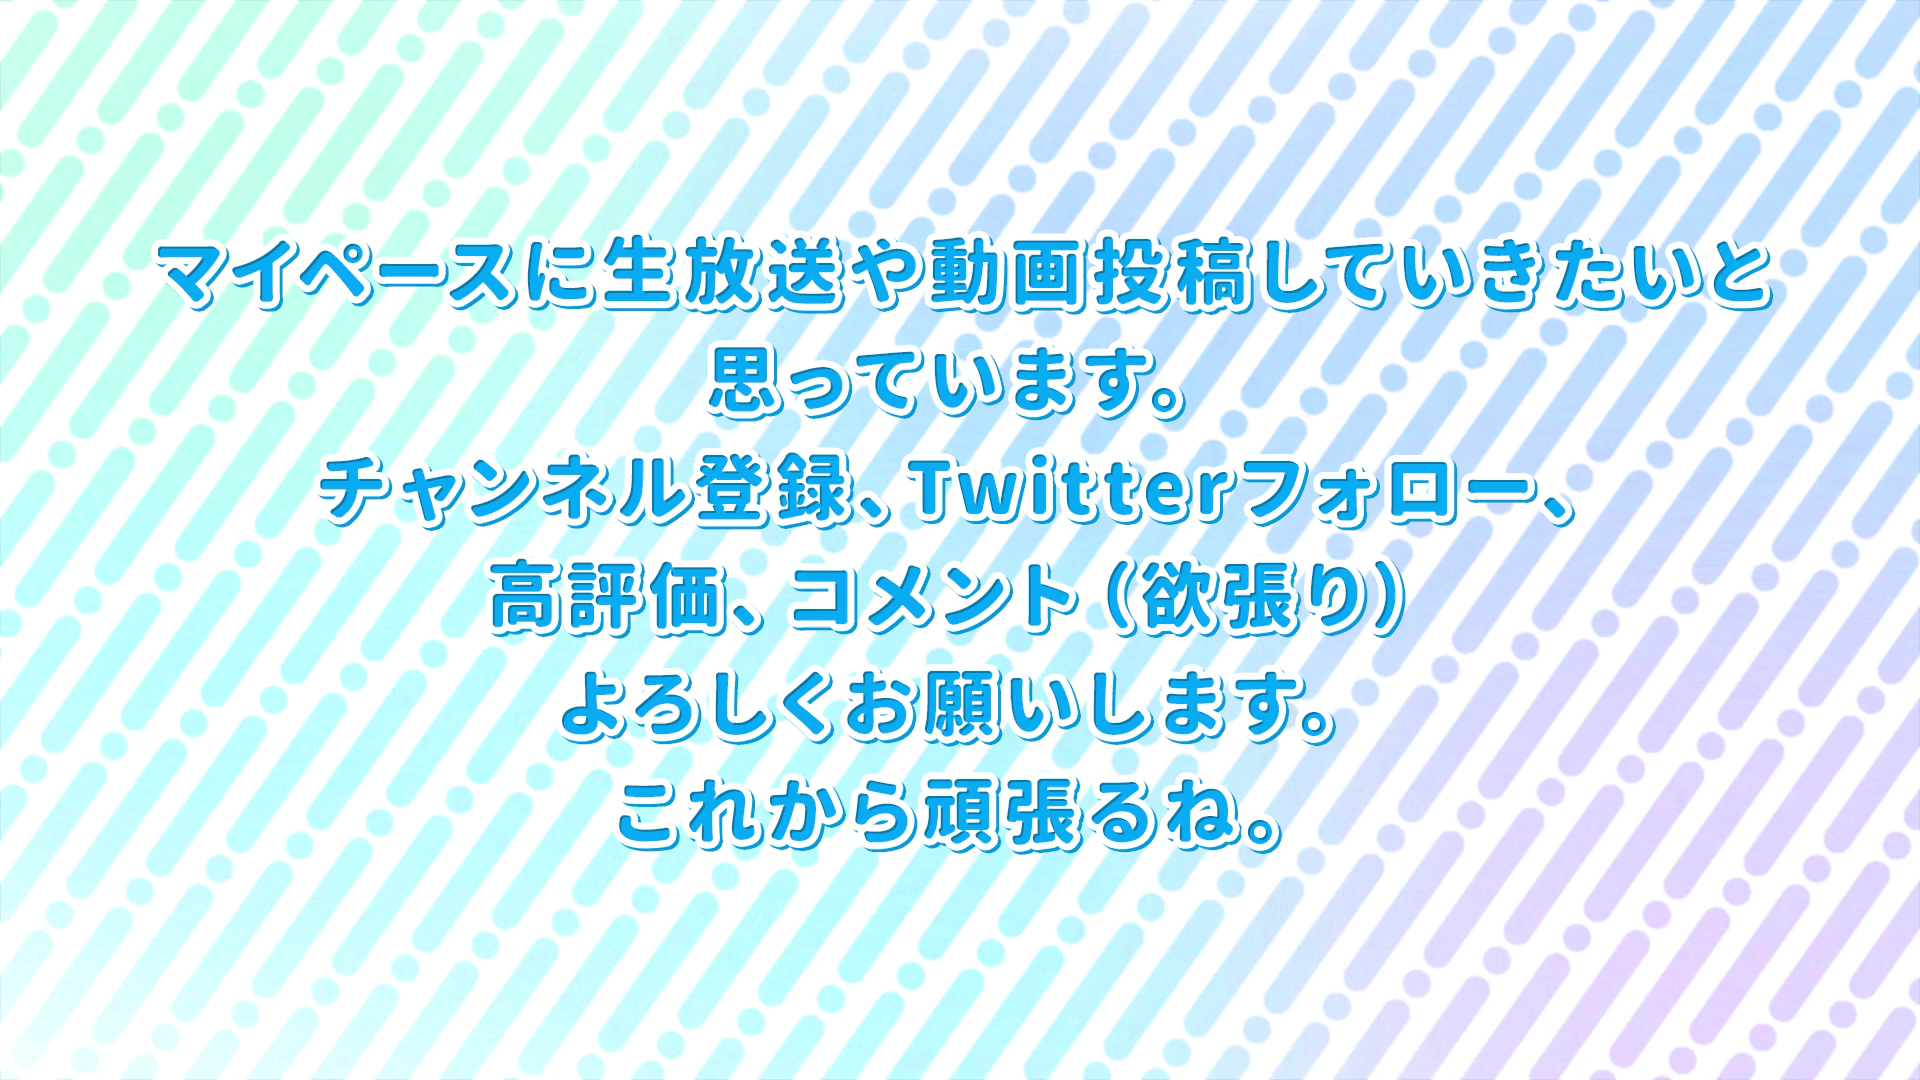 マイペースに生放送や動画投稿していきたいと
思っています。
チャンネル登録、Twitterフォロー、
高評価、コメント（欲張り）
よろしくお願いします。
これから頑張るね。